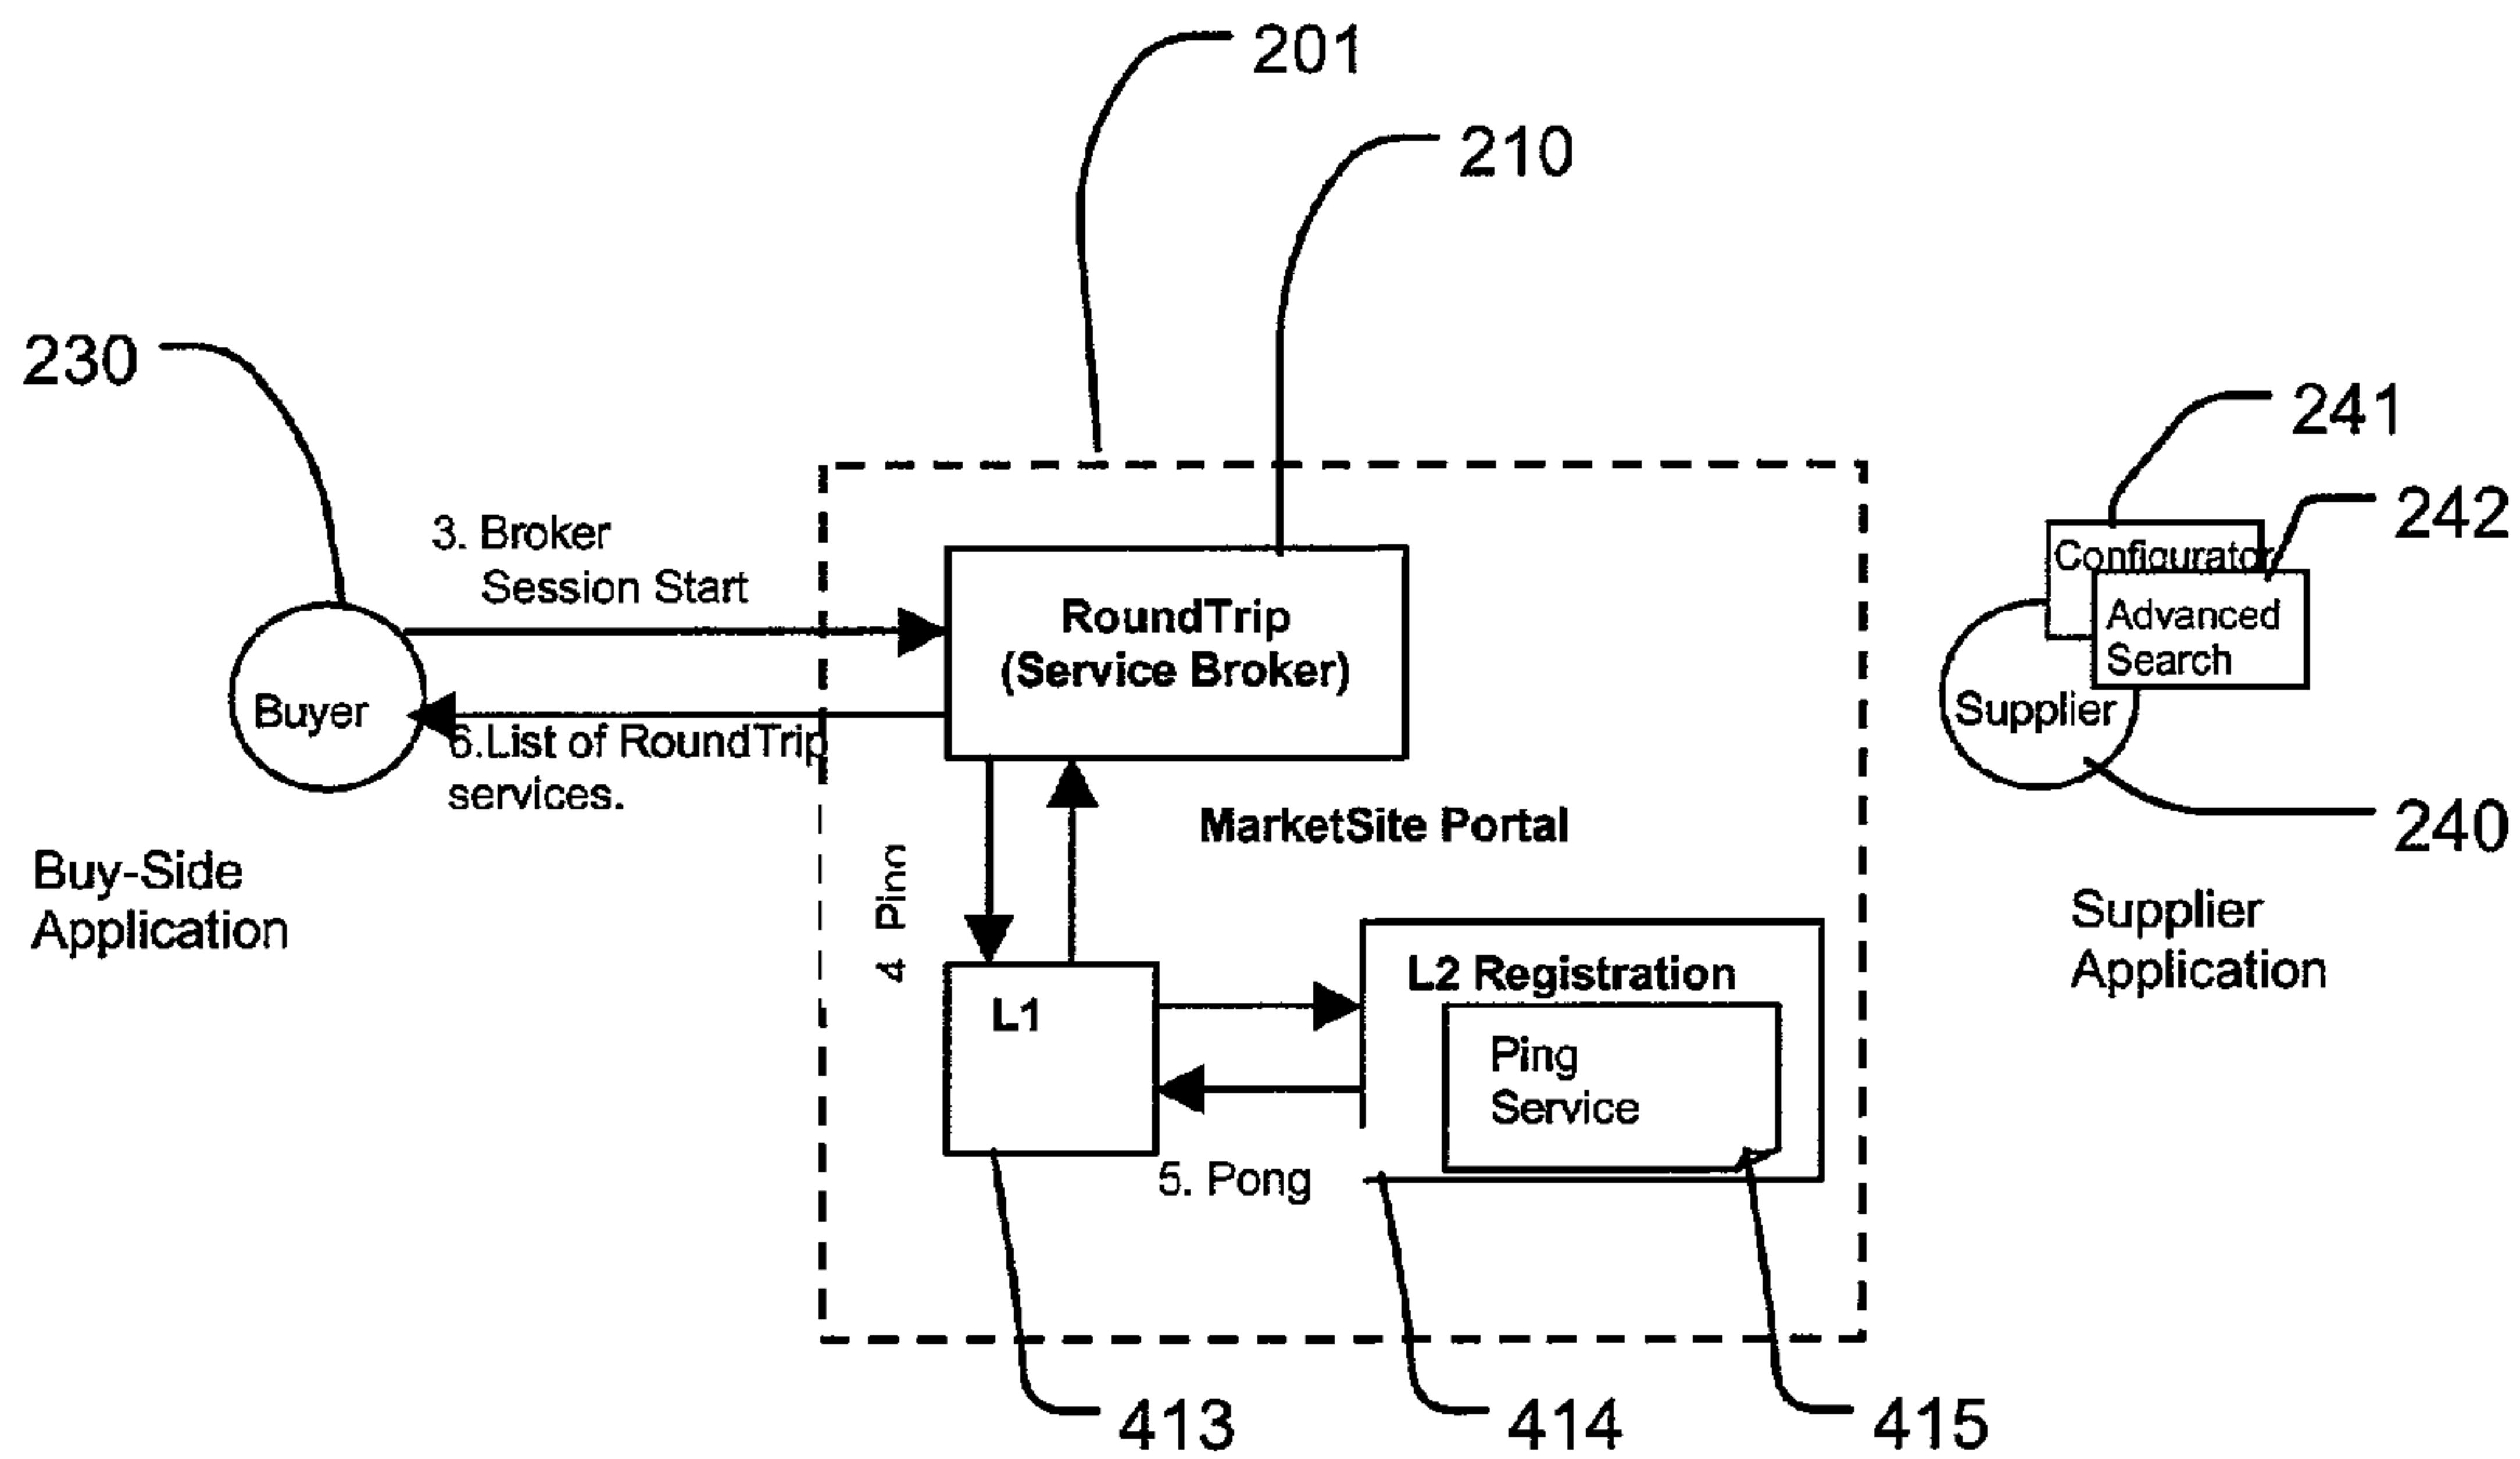 201
210
230
241
242
3. Broker
Session Start
Configurator
RoundTrip
(Service Broker)
Advanced
Search
Buyer
Supplier
6.List of RoundTrip
services.
MarketSite Portal
240
4 Ping
Buy-Side
Application
Supplier
Application
L2 Registration
L1
Ping
Service
5. Pong
413
414
415